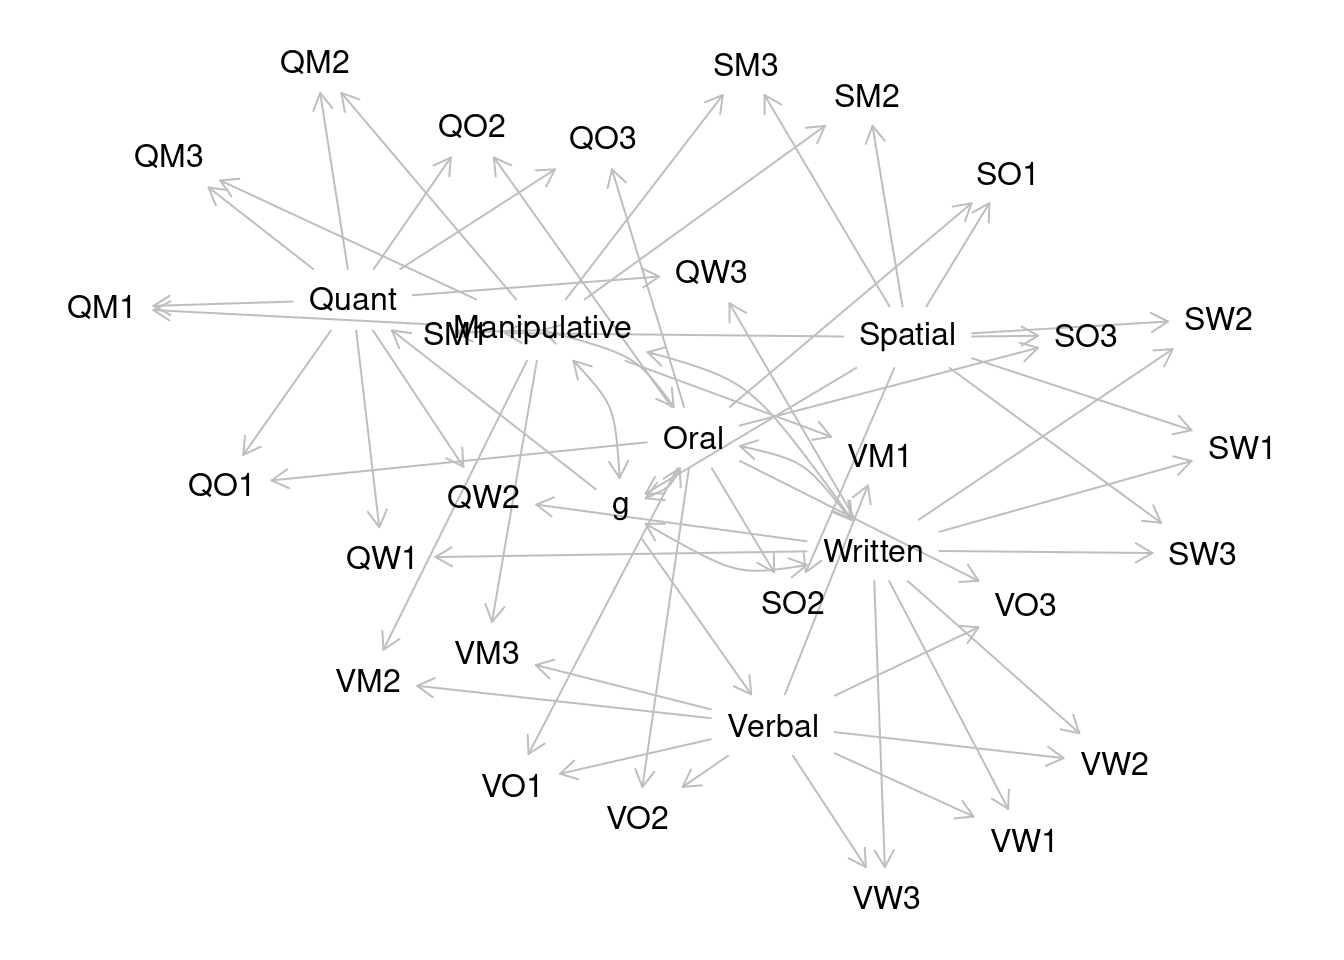 QM2
SM3
SM2
QO2
QO3
QM3
SO1
QW3
Quant
QM1
SM1
Manipulative
Spatial
SW2
SO3
Oral
SW1
VM1
QO1
QW2
g
Written
QW1
SW3
SO2
VO3
VM3
VM2
Verbal
VW2
VO1
VO2
VW1
VW3